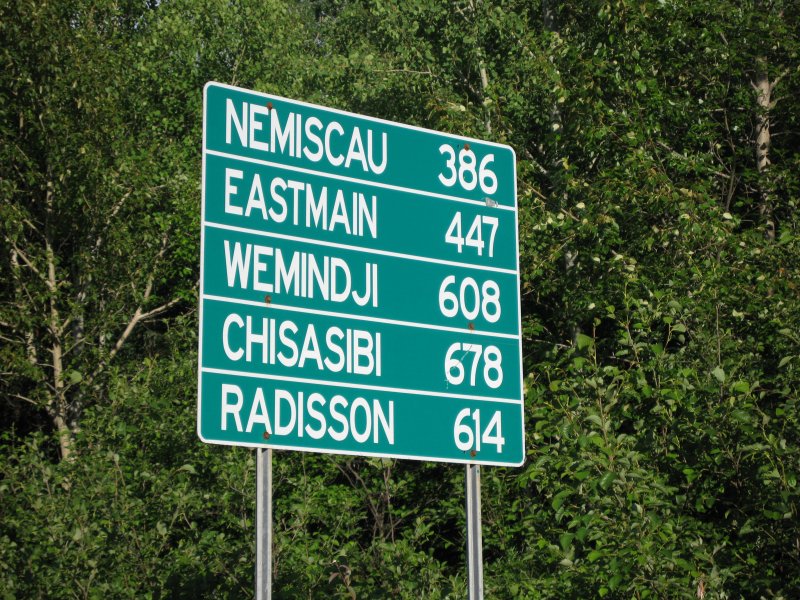 NEMISCAU 386
EASTMAIN 447
WEMINDJI 608
CHISASIBI 678
RADISSON 614